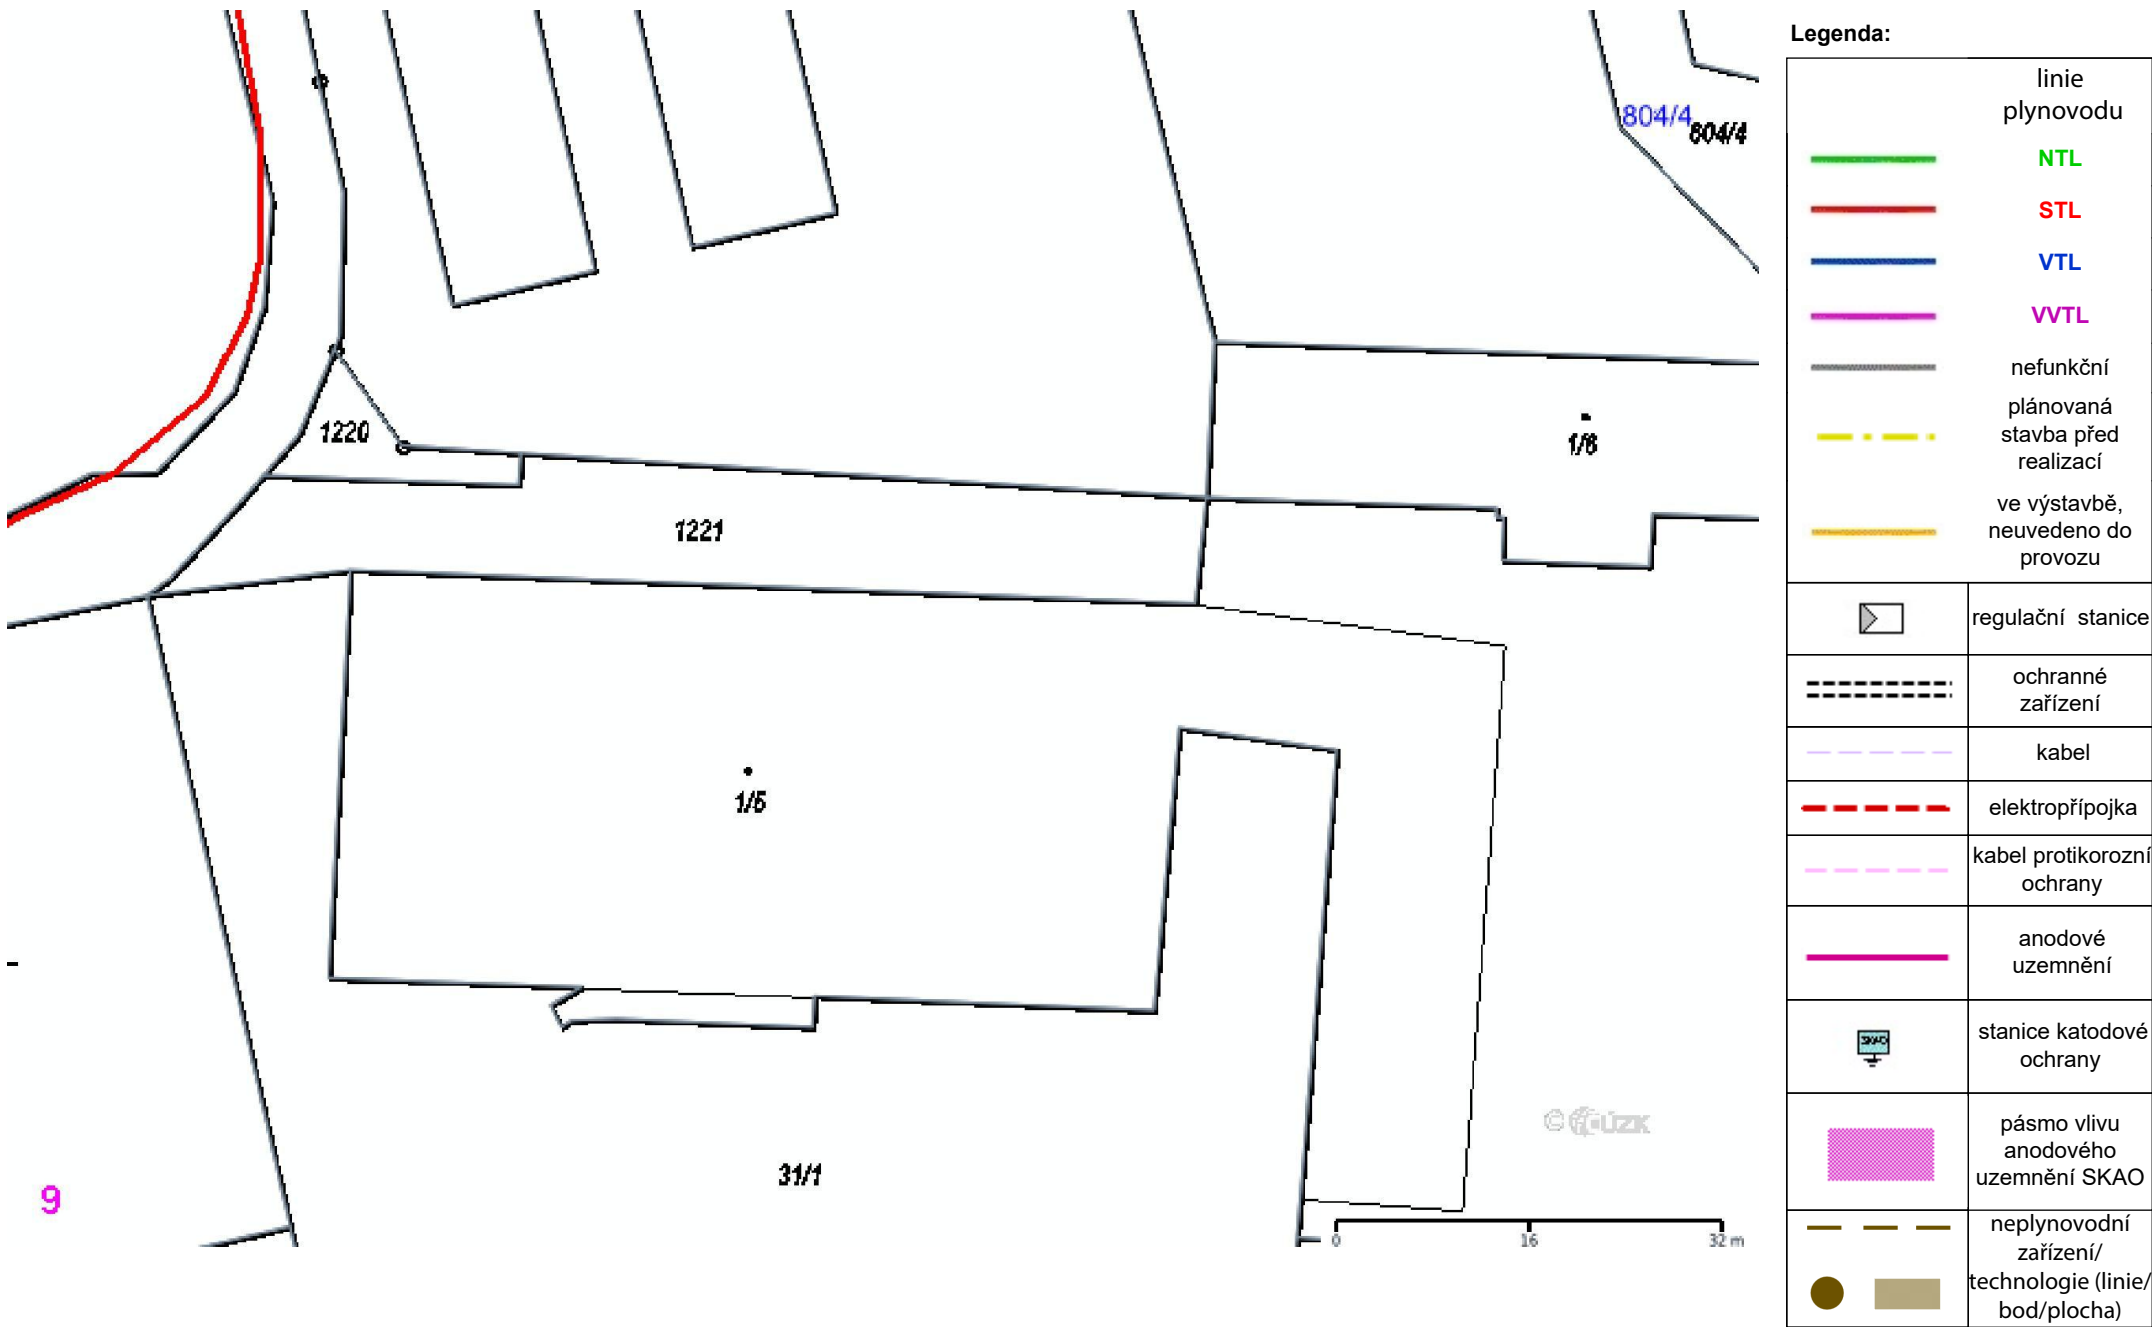 Legenda:
804/4
804/4
1220
1/6
1221
1/5
31/1
9
0 16 32 m
linie
plynovodu
NTL
STL
VTL
VVTL
nefunkční
plánovaná
stavba před
realizací
ve výstavbě,
neuvedeno do
provozu
regulační stanice
ochranné
zařízení
kabel
elektropřípojka
kabel protikorozní
ochrany
anodové
uzemnění
SKAO
stanice katodové
ochrany
pásmo vlivu
anodového
uzemnění SKAO
neplynovodní
zařízení/
technologie (linie/
bod/plocha)